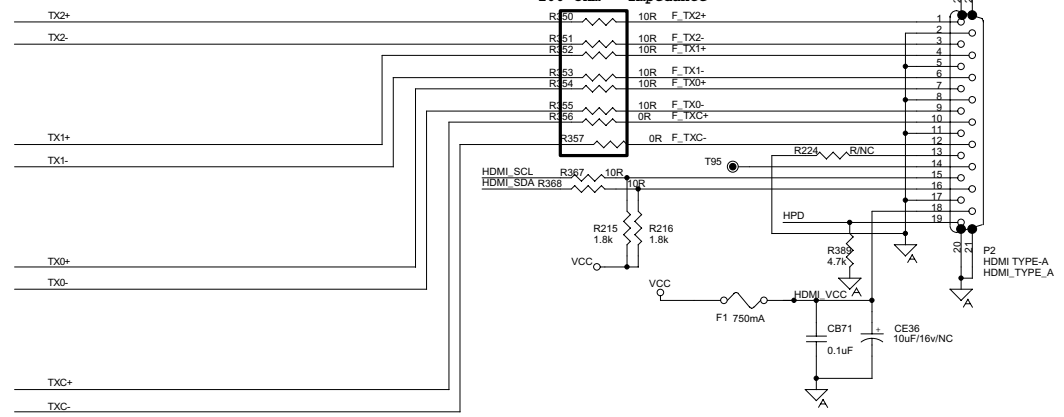 TX2+ R350 10R F_TX2+ 1
2
TX2- R351 10R F_TX2- 3
R352 10R F_TX1+ 4
5
R353 10R F_TX1- 6
R354 10R F_TX0+ 7
8
R355 10R F_TX0- 9
R356 0R F_TXC+ 10
11
TX1+ R357 0R F_TXC- 12
R224 R/NC 13
TX1- T95 14
HDMI_SCL R367 10R 15
HDMI_SDA R368 10R 16
17
18
HPD 19
R215 R216
1.8k 1.8k
R389
4.7k
A
20 21
P2
HDMI TYPE-A
HDMI_TYPE_A
A
A
TX0+
VCC
TX0-
VCC
HDMI_VCC
F1 750mA
CB71
0.1uF
+
CE36
10uF/16v/NC
TXC+
A
TXC-